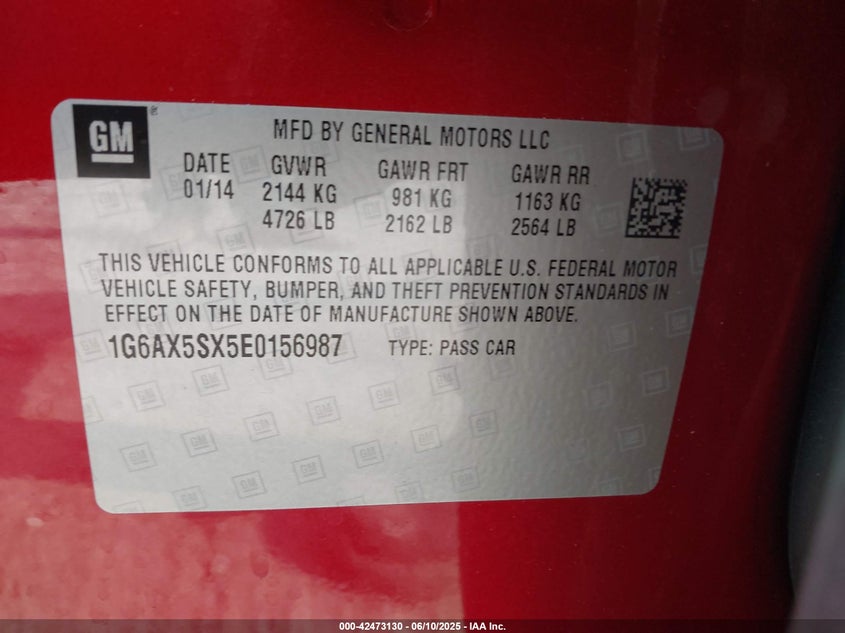 GM ®
MFD BY GENERAL MOTORS LLC
DATE GVWR GAWR FRT GAWR RR
01/14 2144 KG 981 KG 1163 KG
4726 LB 2162 LB 2564 LB
THIS VEHICLE CONFORMS TO ALL APPLICABLE U.S. FEDERAL MOTOR
VEHICLE SAFETY, BUMPER, AND THEFT PREVENTION STANDARDS IN
EFFECT ON THE DATE OF MANUFACTURE SHOWN ABOVE.
1G6AX5SX5E0156987 TYPE: PASS CAR
000-42473130 - 06/10/2025 - IAA Inc.